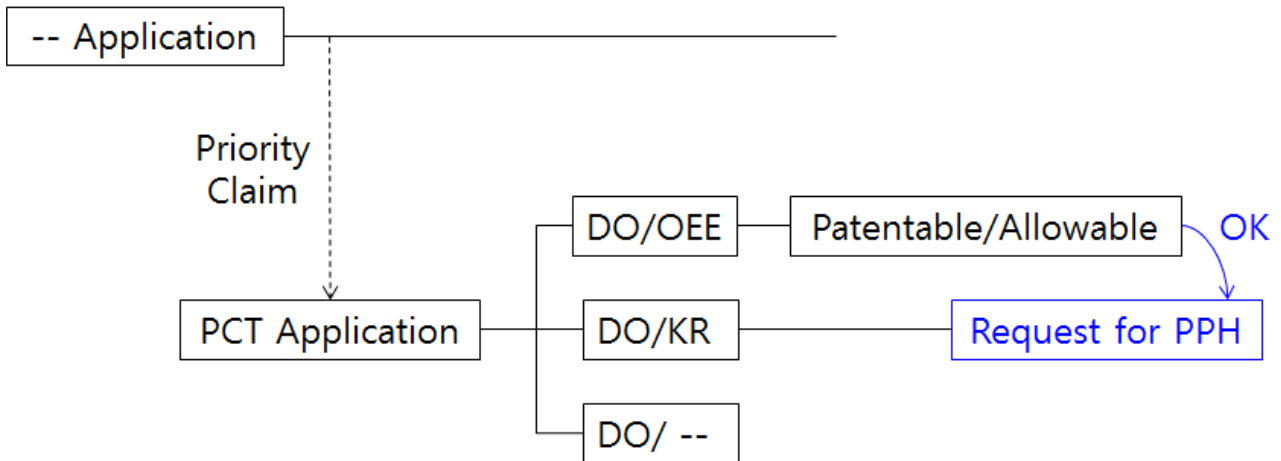 -- Application
Priority
Claim
DO/OEE
Patentable/Allowable
OK
PCT Application
DO/KR
Request for PPH
DO/ --